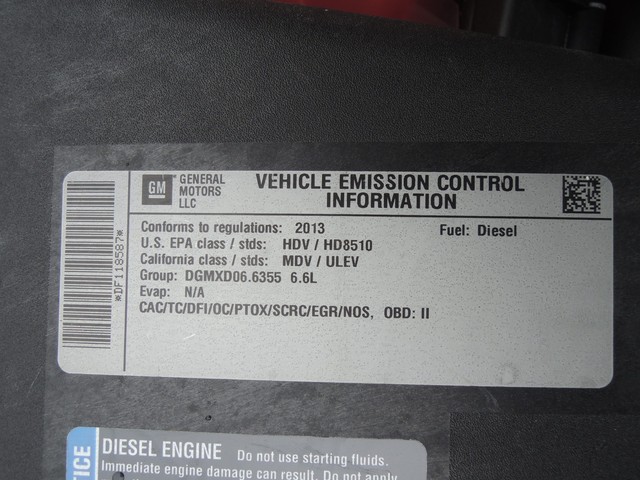 *DF118587*
GM GENERAL MOTORS LLC
VEHICLE EMISSION CONTROL
INFORMATION
Conforms to regulations: 2013 Fuel: Diesel
U.S. EPA class / stds: HDV / HD8510
California class / stds: MDV / ULEV
Group: DGMXD06.6355 6.6L
Evap: N/A
CAC/TC/DFI/OC/PTOX/SCRC/EGR/NOS, OBD: II
TICE
DIESEL ENGINE Do not use starting fluids.
Immediate engine damage can result. Do not apply